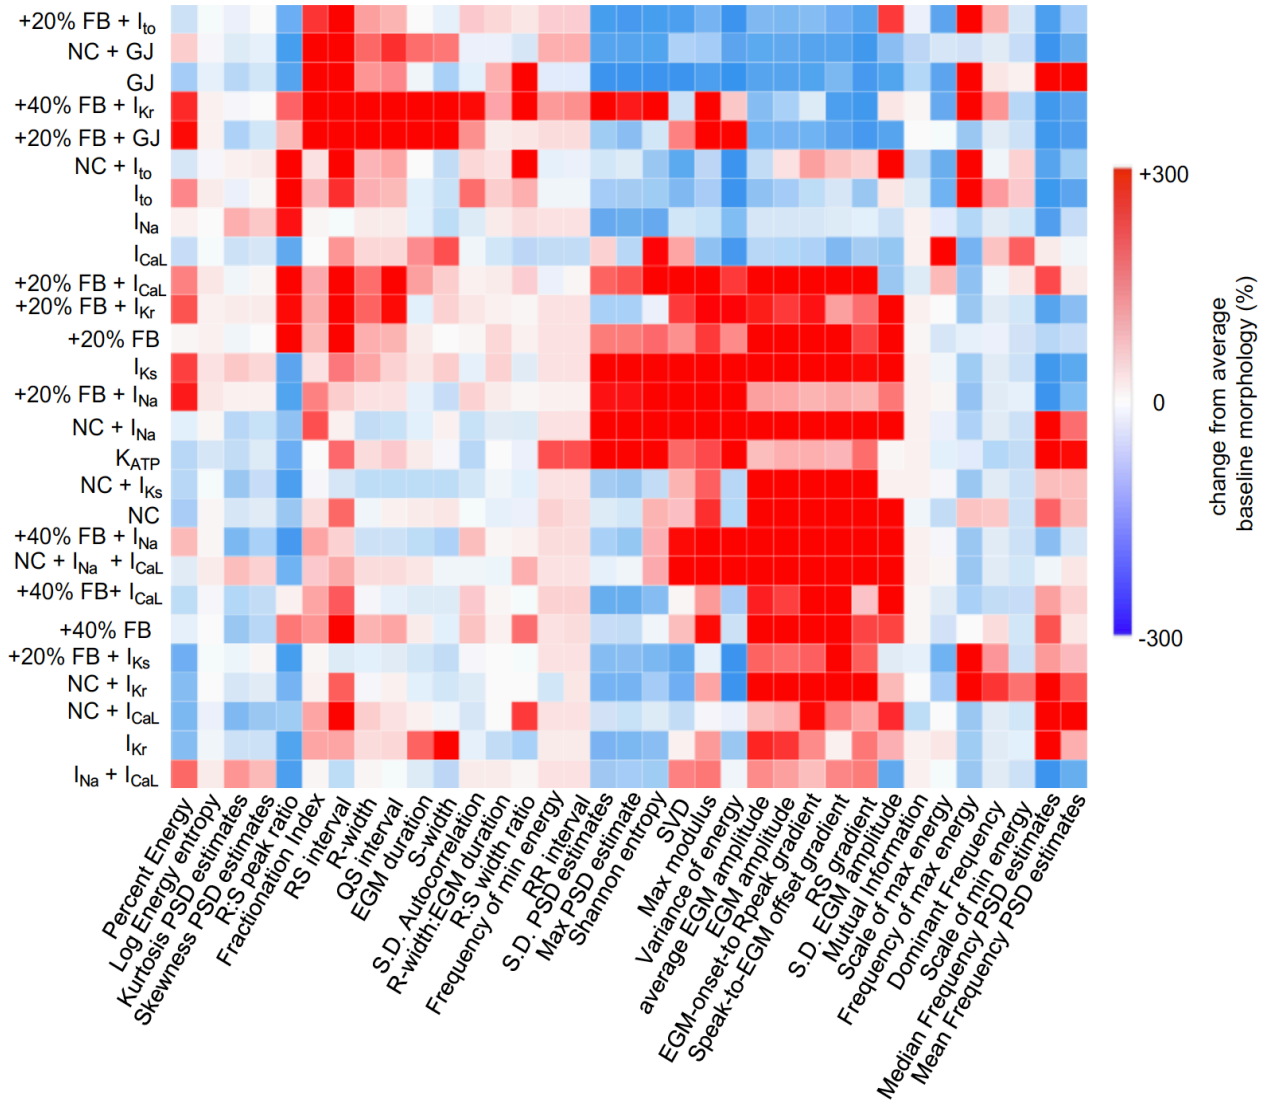 +20% FB + Ito
NC + GJ
GJ
+40% FB + IKr
+20% FB + GJ
NC + Ito
Ito
INa
ICaL
+20% FB + ICaL
+20% FB + IKr
+20% FB
IKs
+20% FB + INa
NC + INa
KATP
NC + IKs
NC
+40% FB + INa
NC + INa + ICaL
+40% FB+ ICaL
+40% FB
+20% FB + IKs
NC + IKr
NC + ICaL
IKr
INa + ICaL
Percent Energy
Log Energy entropy
Kurtosis PSD estimates
Skewness PSD estimates
R:S peak ratio
Fractionation Index
RS interval
R-width
QS interval
EGM duration
S-width
S.D. Autocorrelation
R-width:EGM duration
R:S width ratio
Frequency of min energy
RR interval
S.D. PSD estimates
Max PSD estimate
Shannon entropy
SVD
Max modulus
Variance of energy
average EGM amplitude
EGM amplitude
EGM-onset-to Rpeak gradient
Speak-to-EGM offset gradient
RS gradient
S.D. EGM amplitude
Mutual Information
Scale of max energy
Frequency of max energy
Dominant Frequency
Scale of min energy
Median Frequency PSD estimates
Mean Frequency PSD estimates
+300
0
-300
change from average
baseline morphology (%)